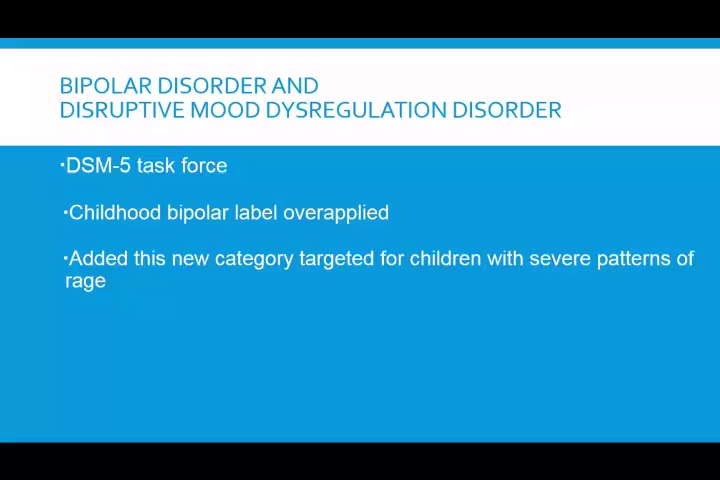 BIPOLAR DISORDER AND
DISRUPTIVE MOOD DYSREGULATION DISORDER
·DSM-5 task force
·Childhood bipolar label overapplied
·Added this new category targeted for children with severe patterns of
rage